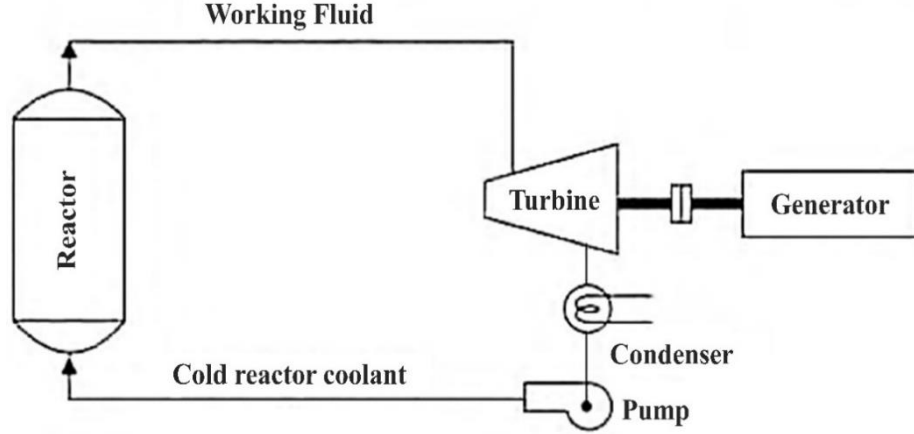 Working Fluid
Reactor
Turbine
Generator
Condenser
Cold reactor coolant
Pump